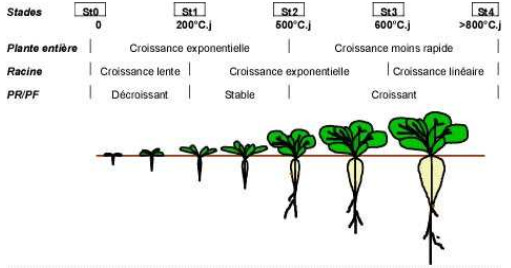 Stades St0 St1 St2 St3 St4
0 200°C.j 500°C.j 600°C.j >800°C.j
Plante entière Croissance exponentielle Croissance moins rapide
Racine Croissance lente Croissance exponentielle Croissance linéaire
PR/PF Décroissant Stable Croissant